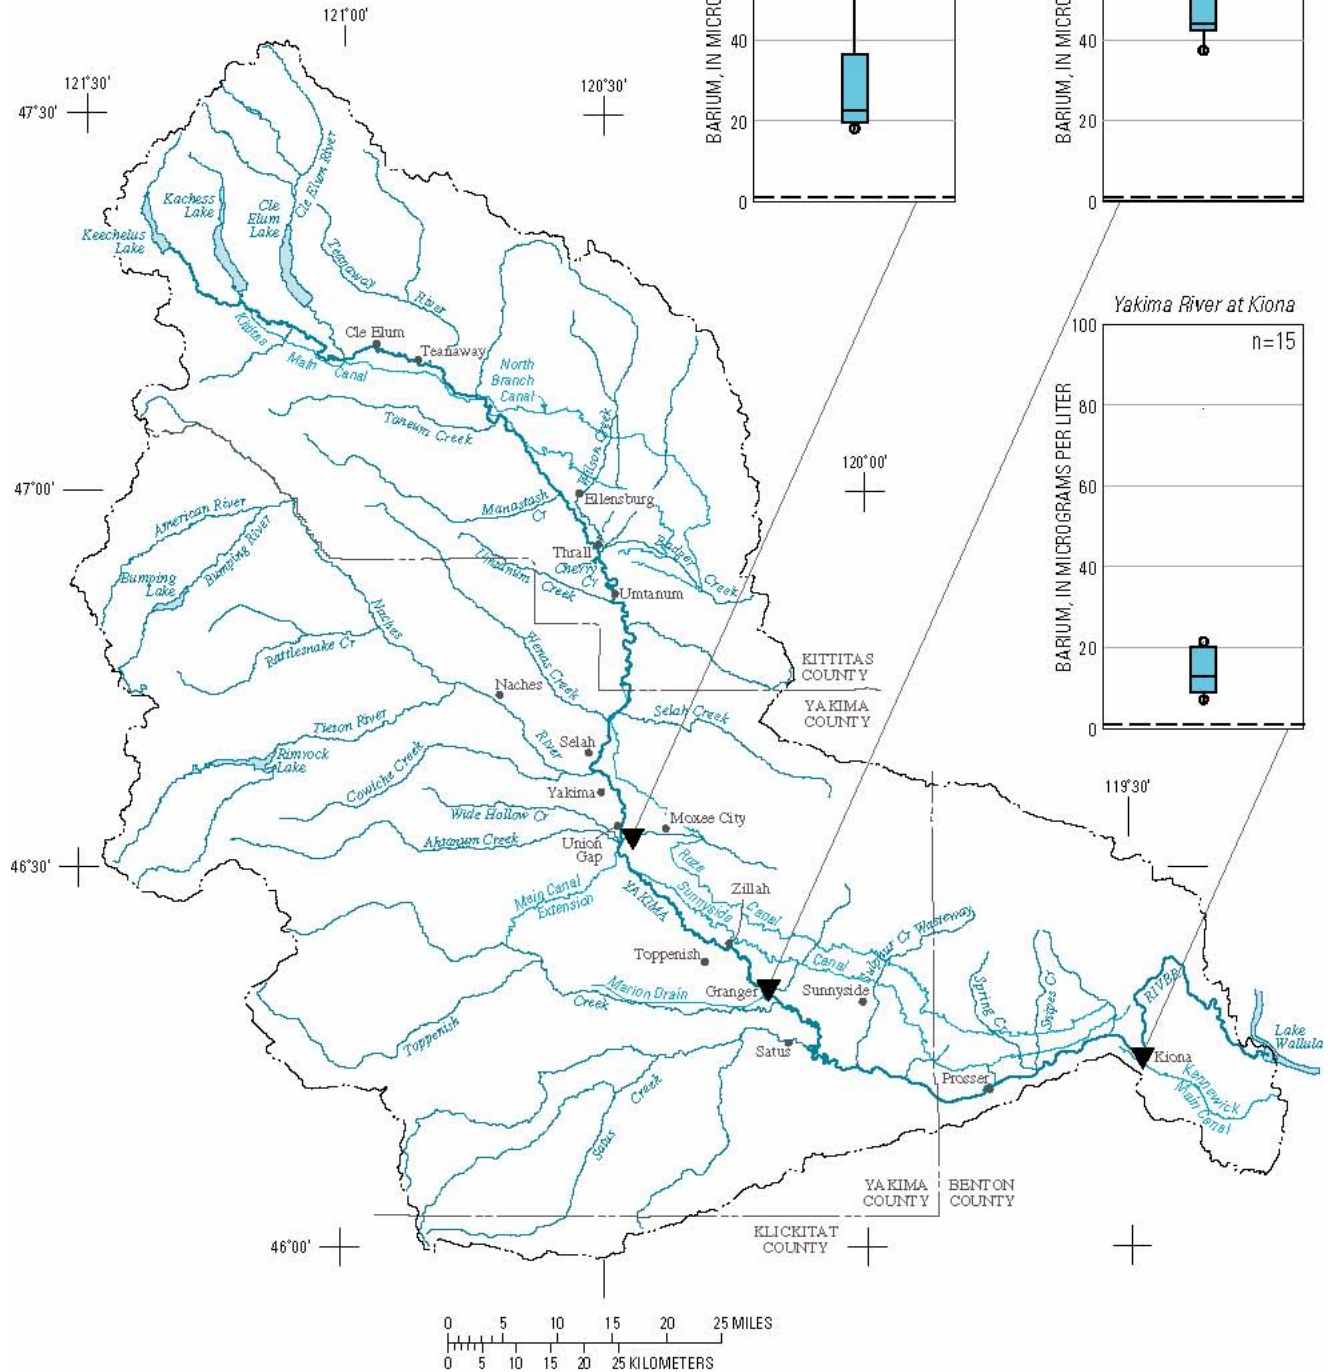 121°00'
121°30'
47°30'
120°30'
BARIUM, IN MICRO
40
20
0
BARIUM, IN MICR
40
20
0
Keechelus
Lake
Kachess
Lake
Cle
Elum
Lake
Cle Elum River
Teanaway
River
Kittitas
Main
Canal
Cle Elum
Teanaway
North
Branch
Canal
Taneum Creek
Wilson Creek
Yakima River at Kiona
n=15
BARIUM, IN MICROGRAMS PER LITER
100
80
60
40
20
0
47°00'
120°00'
Ellensburg
Manastash
Cr
American River
Bumping River
Bumping
Lake
Thrall
Cherry
Cr
Badger
Creek
Umtanum
Creek
Umtanum
Naches
Rattlesnake Cr
Wenas Creek
KITTITAS
COUNTY
YAKIMA
COUNTY
Naches
Selah Creek
Tieton River
Rimrock
Lake
River
Selah
Cowiche Creek
Yakima
Wide Hollow Cr
Moxee City
Ahtanum Creek
Union
Gap
119°30'
46°30'
Roza
Canal
Main Canal
Extension
YAKIMA
Sunnyside
Canal
Zillah
Sulphur Cr Wasteway
Toppenish
Granger
Sunnyside
Marion Drain
Creek
Toppenish
Spring Cr
Snipes Cr
RIVER
Lake
Wallula
Satus
Kiona
Prosser
Kennewick
Main Canal
Creek
Satus
YAKIMA
COUNTY
BENTON
COUNTY
KLICKITAT
COUNTY
46°00'
0 5 10 15 20 25 MILES
0 5 10 15 20 25 KILOMETERS